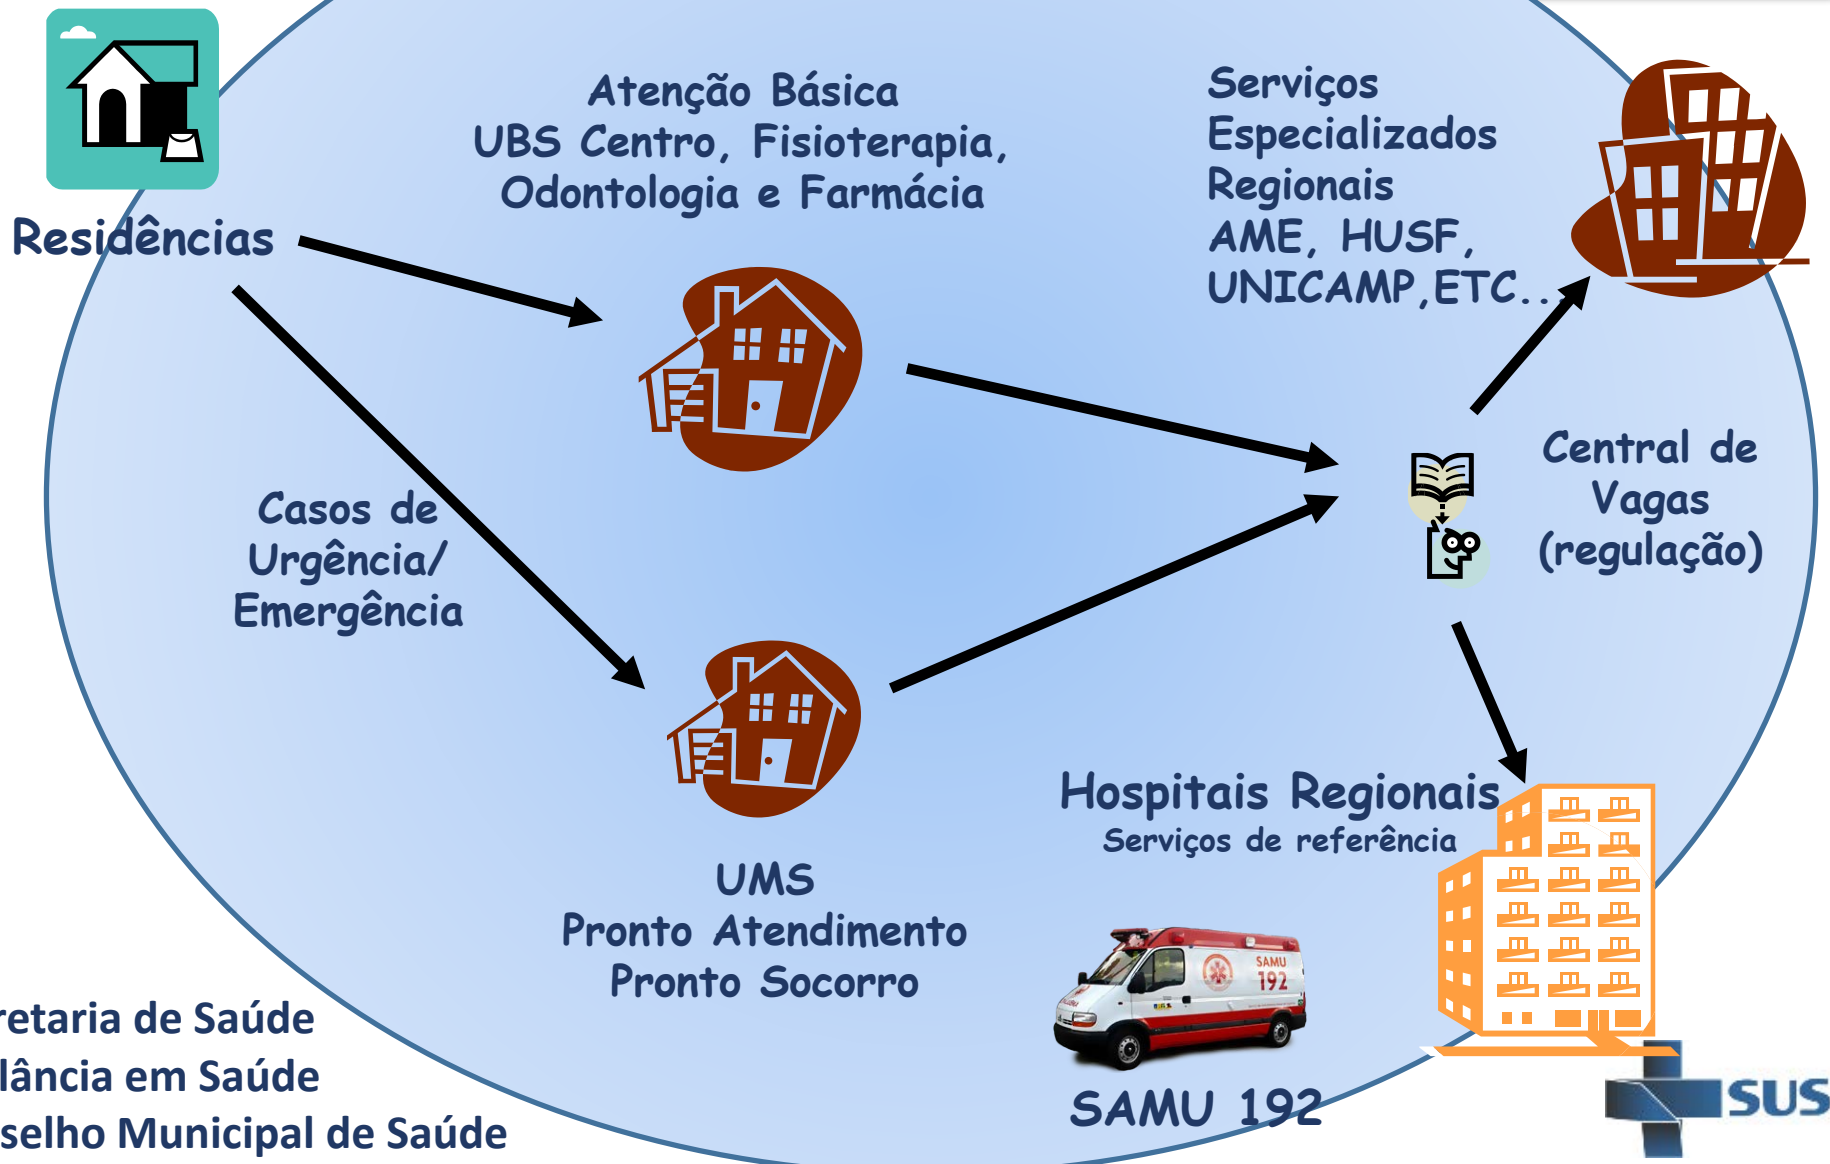 Residências
Atenção Básica
UBS Centro, Fisioterapia,
Odontologia e Farmácia
Serviços
Especializados
Regionais
AME, HUSF,
UNICAMP,ETC...
Casos de
Urgência/
Emergência
Central de
Vagas
(regulação)
Hospitais Regionais
Serviços de referência
UMS
Pronto Atendimento
Pronto Socorro
SAMU
192
SAMU 192
retaria de Saúde
lância em Saúde
selho Municipal de Saúde
SUS